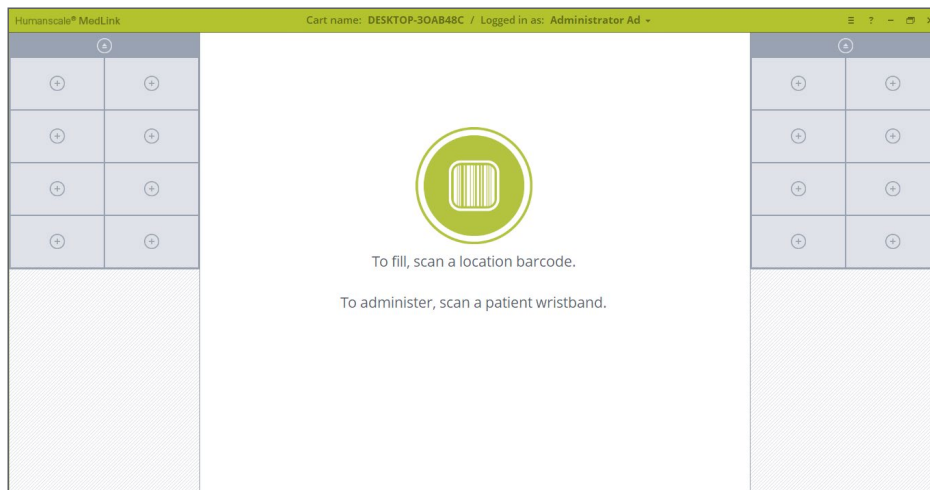 Humanscale® MedLink
Cart name: DESKTOP-3OAB48C / Logged in as: Administrator Ad
?
To fill, scan a location barcode.
To administer, scan a patient wristband.